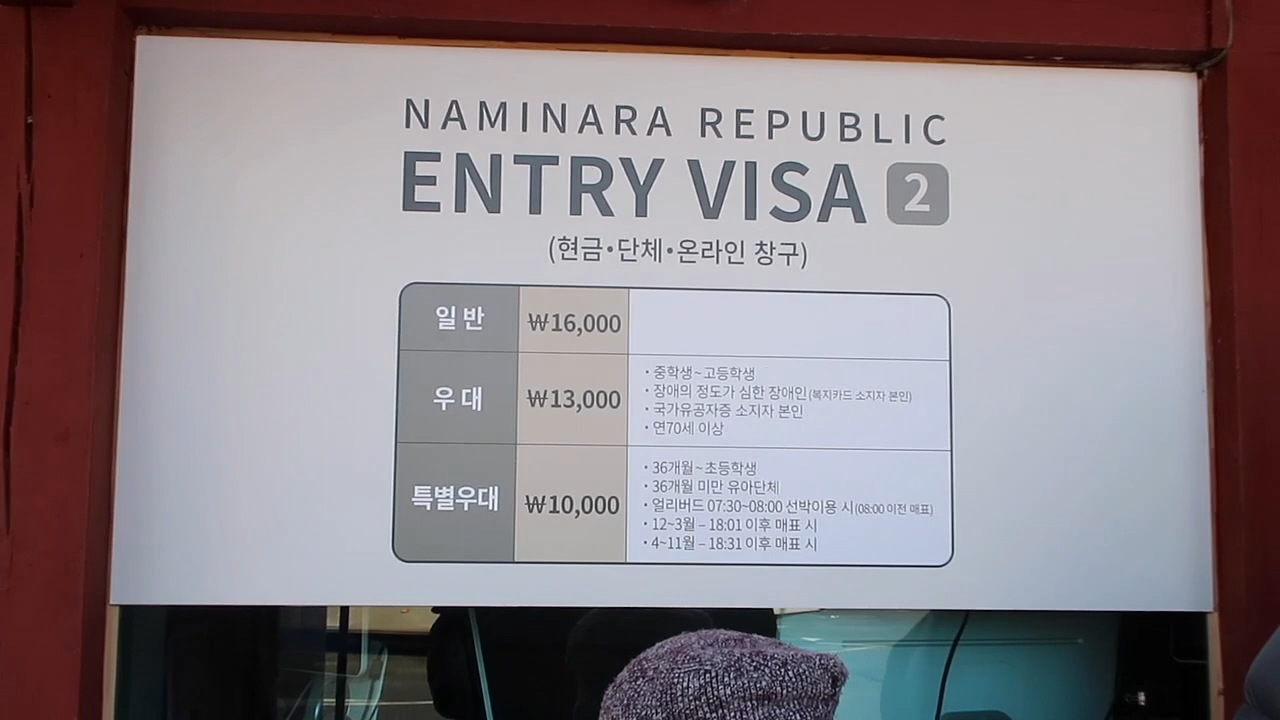 NAMINARA REPUBLIC
ENTRY VISA 2
(현금•단체•온라인 창구)
일 반 ₩16,000
우 대 ₩13,000
• 중학생~고등학생
• 장애의 정도가 심한 장애인(복지카드 소지자 본인)
• 국가유공자증 소지자 본인
• 연70세 이상
특별우대 ₩10,000
• 36개월~초등학생
• 36개월 미만 유아단체
• 얼리버드 07:30~08:00 선박이용 시(08:00 이전 매표)
• 12~3월 – 18:01 이후 매표 시
• 4~11월 – 18:31 이후 매표 시